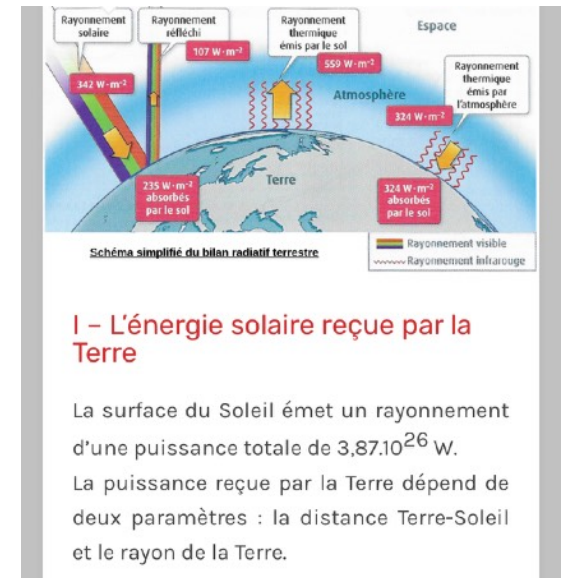 Rayonnement
solaire
Rayonnement
réfléchi
Rayonnement
thermique
émis par le sol
Espace
107 W·m-2
559 W·m-2
Rayonnement
thermique
émis par
l'atmosphère
342 W·m-2
Atmosphère
324 W·m-2
Terre
235 W·m-2
absorbés
par le sol
324 W·m-2
absorbés
par le sol
Schéma simplifié du bilan radiatif terrestre
Rayonnement visible
Rayonnement infrarouge
I – L'énergie solaire reçue par la
Terre
La surface du Soleil émet un rayonnement
d'une puissance totale de 3,87.10^26 W.
La puissance reçue par la Terre dépend de
deux paramètres : la distance Terre-Soleil
et le rayon de la Terre.